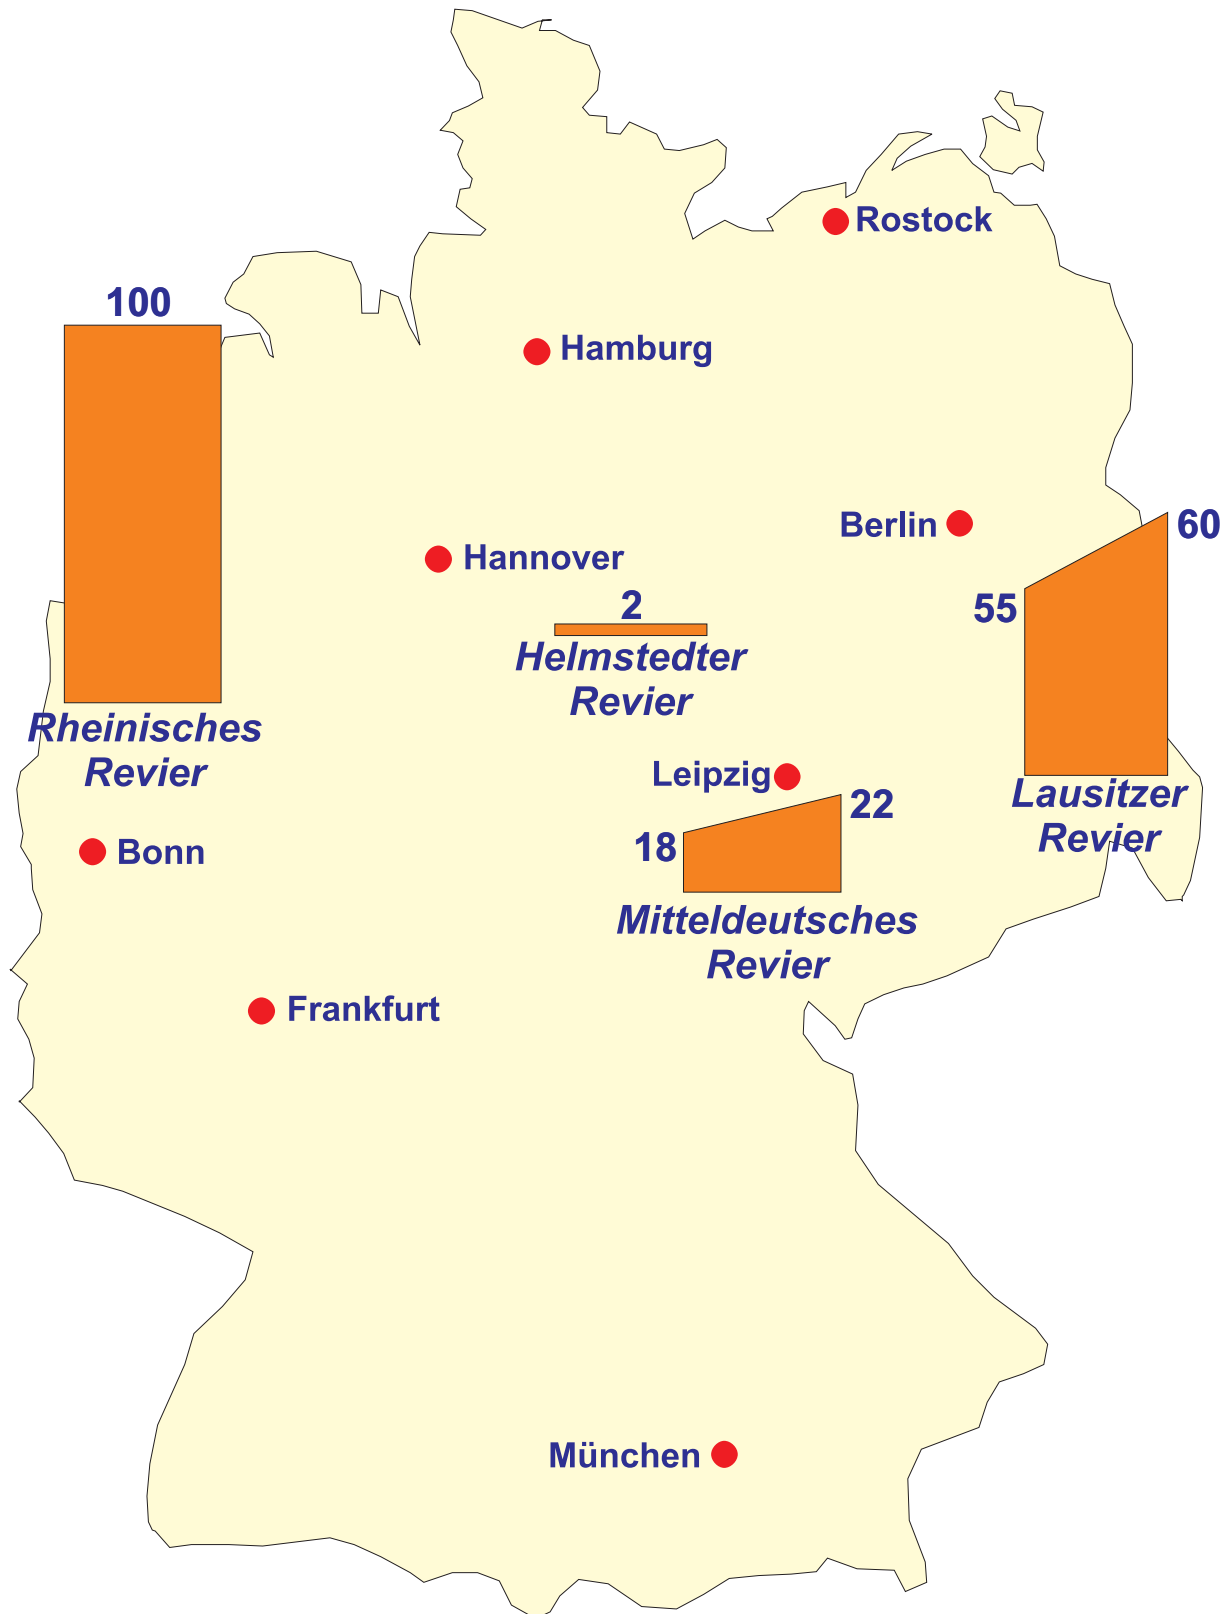 Rostock
100
Hamburg
Berlin
60
Hannover
55
2
Helmstedter
Revier
Rheinisches
Revier
Leipzig
Lausitzer
Revier
22
18
Bonn
Mitteldeutsches
Revier
Frankfurt
München